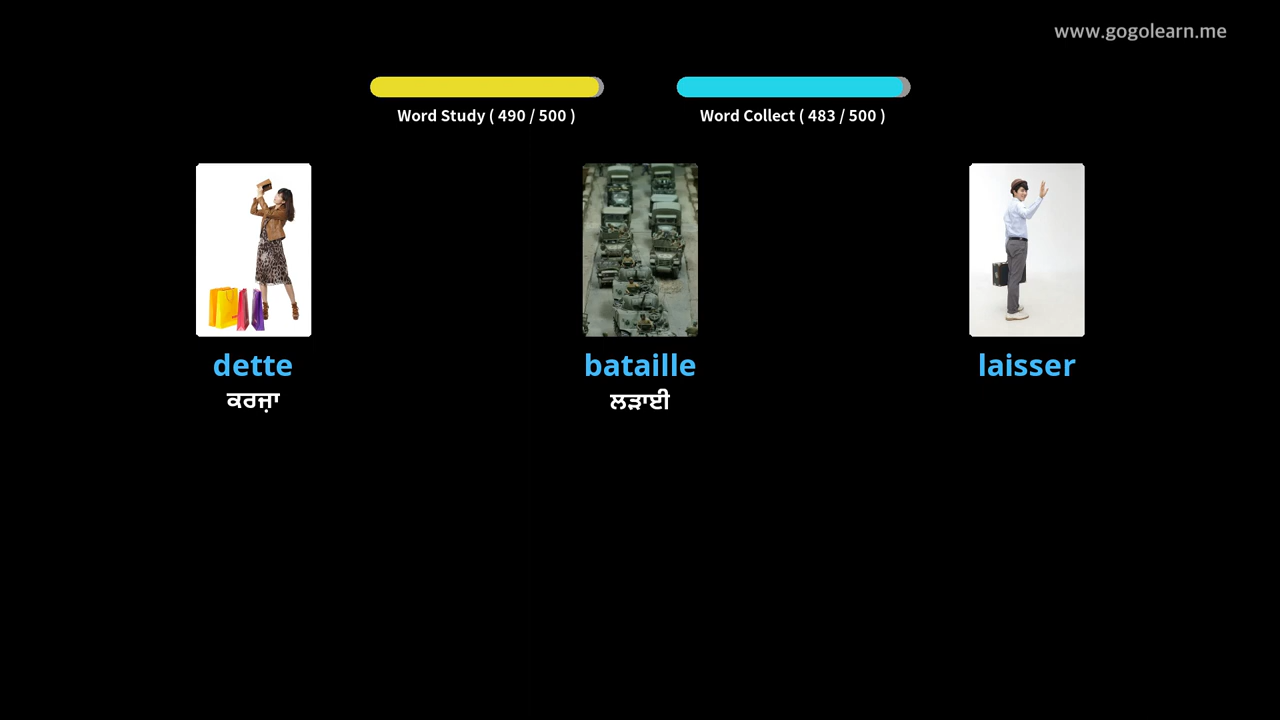 www.gogolearn.me
Word Study ( 490 / 500 )
Word Collect ( 483 / 500 )
dette
bataille
laisser
ਕਰਜ਼ਾ
ਲੜਾਈ